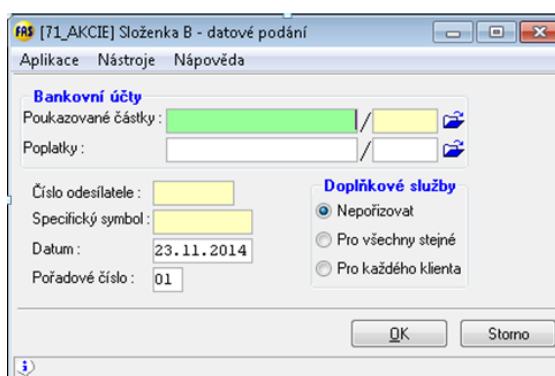 FAS [71_AKCIE] Složenka B - datové podání
Aplikace Nástroje Nápověda
Bankovní účty
Poukazované částky : /
Poplatky : /
Číslo odesílatele :
Specifický symbol :
Datum : 23.11.2014
Pořadové číslo : 01
Doplňkové služby
Nepořizovat
Pro všechny stejné
Pro každého klienta
OK Storno